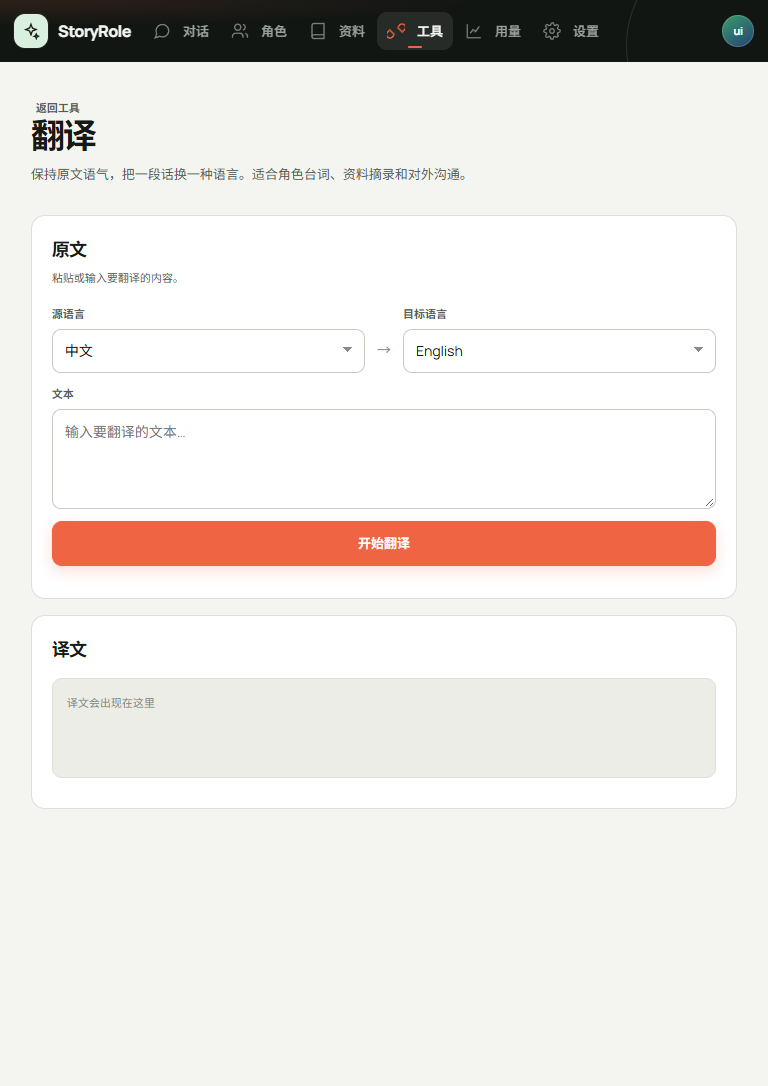 StoryRole 对话 角色 资料 工具 用量 设置 ui
返回工具
翻译
保持原文语气，把一段话换一种语言。适合角色台词、资料摘录和对外沟通。
原文
粘贴或输入要翻译的内容。
源语言 目标语言
中文 → English
文本
输入要翻译的文本...
开始翻译
译文
译文会出现在这里